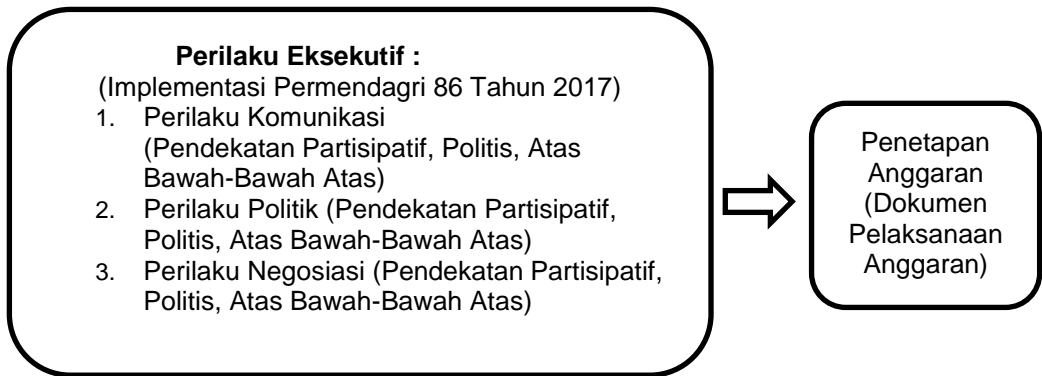 Perilaku Eksekutif :
(Implementasi Permendagri 86 Tahun 2017)
1. Perilaku Komunikasi
(Pendekatan Partisipatif, Politis, Atas
Bawah-Bawah Atas)
2. Perilaku Politik (Pendekatan Partisipatif,
Politis, Atas Bawah-Bawah Atas)
3. Perilaku Negosiasi (Pendekatan Partisipatif,
Politis, Atas Bawah-Bawah Atas)
Penetapan
Anggaran
(Dokumen
Pelaksanaan
Anggaran)